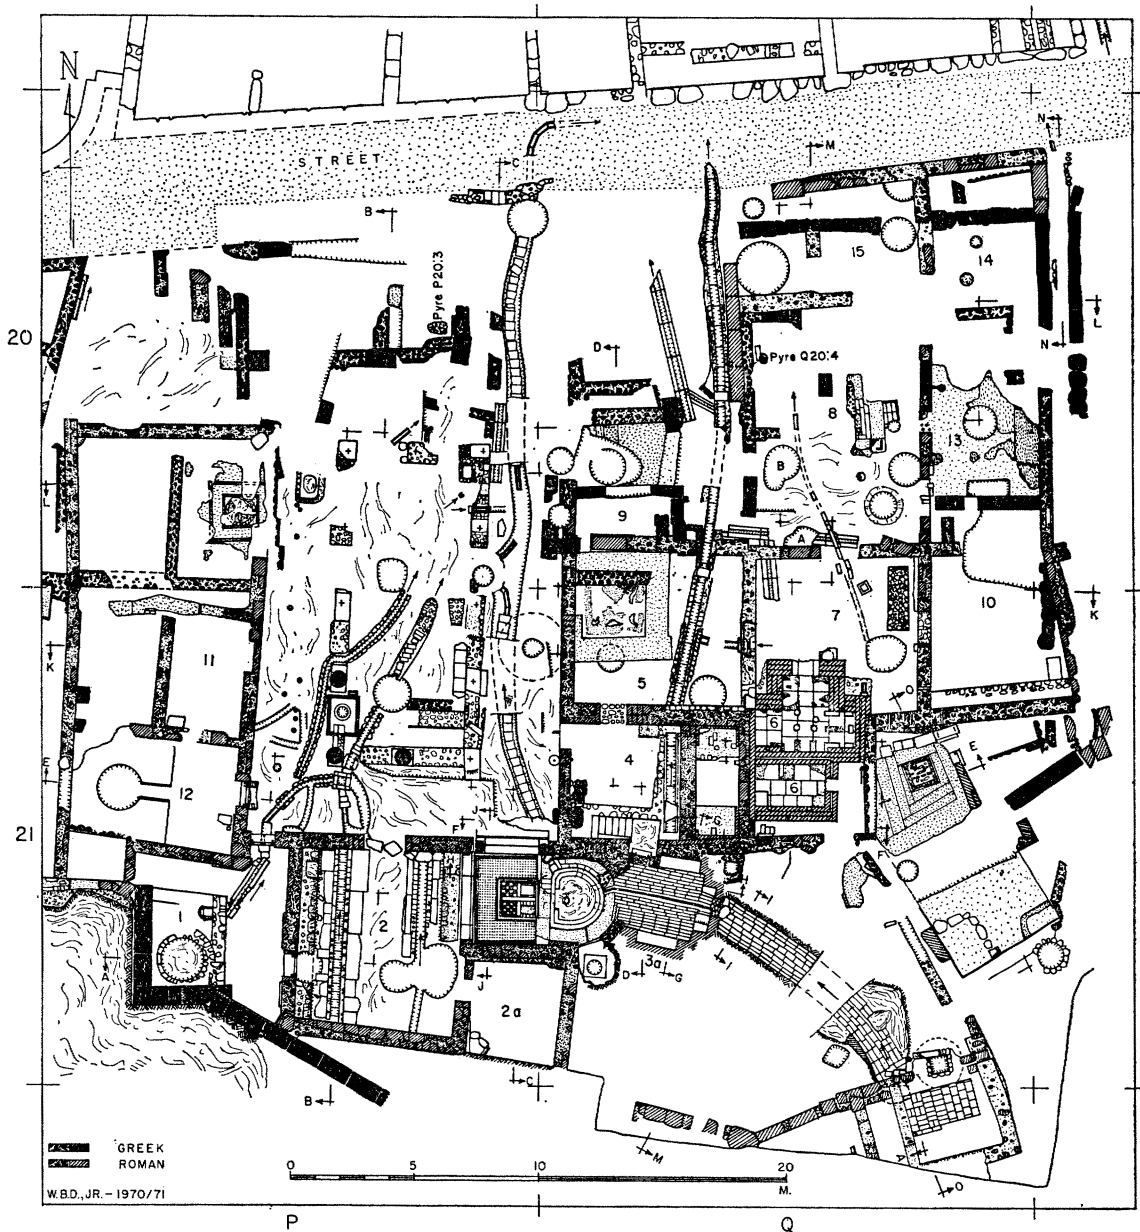 N
STREET
N
M
C
B
S
15
14
Pyre P20:3
L
20
D
Pyre Q20:4
N
8
13
B
L
9
A
10
7
K
11
K
5
O
6
E
4
E
12
6
G
J
F
21
1
2
I
I
A
3a
D
G
J
2a
C
B
A
M
O
GREEK
ROMAN
0 5 10 20
M.
W.B.D., JR. – 1970/71
P Q